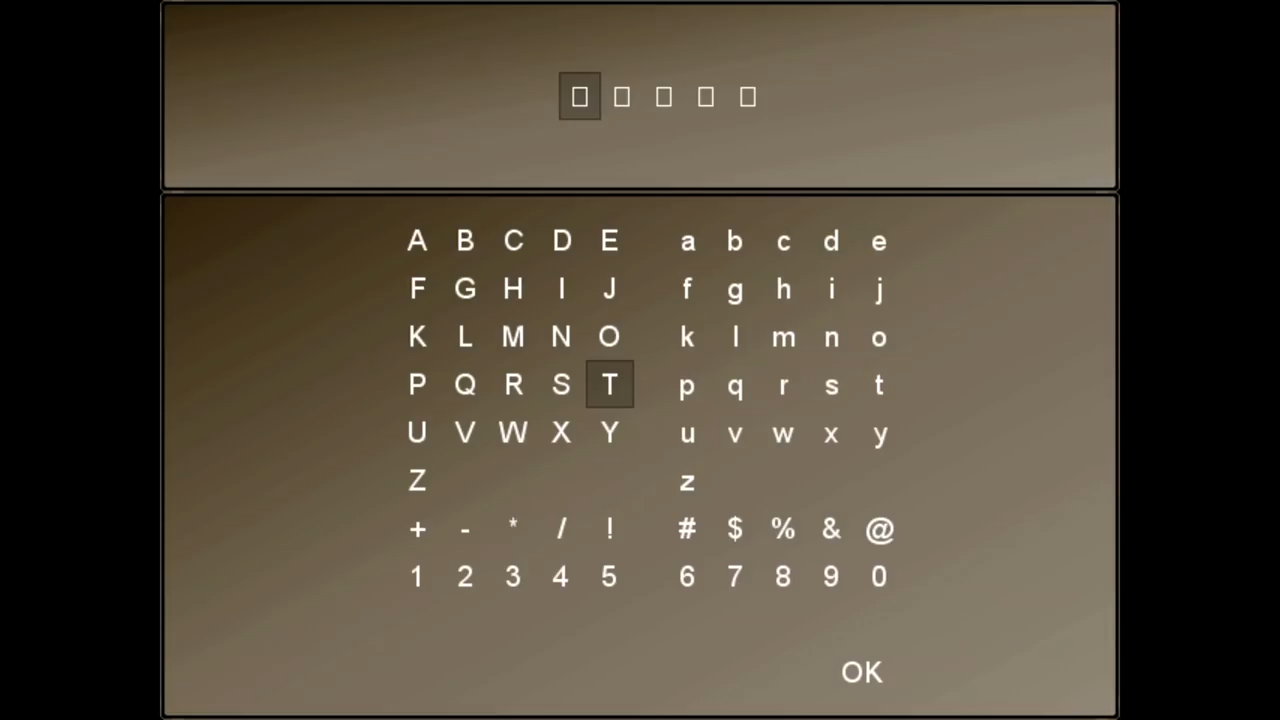 A B C D E a b c d e
F G H I J f g h i j
K L M N O k l m n o
P Q R S T p q r s t
U V W X Y u v w x y
Z z
+ - * / ! # $ % & @
1 2 3 4 5 6 7 8 9 0
OK